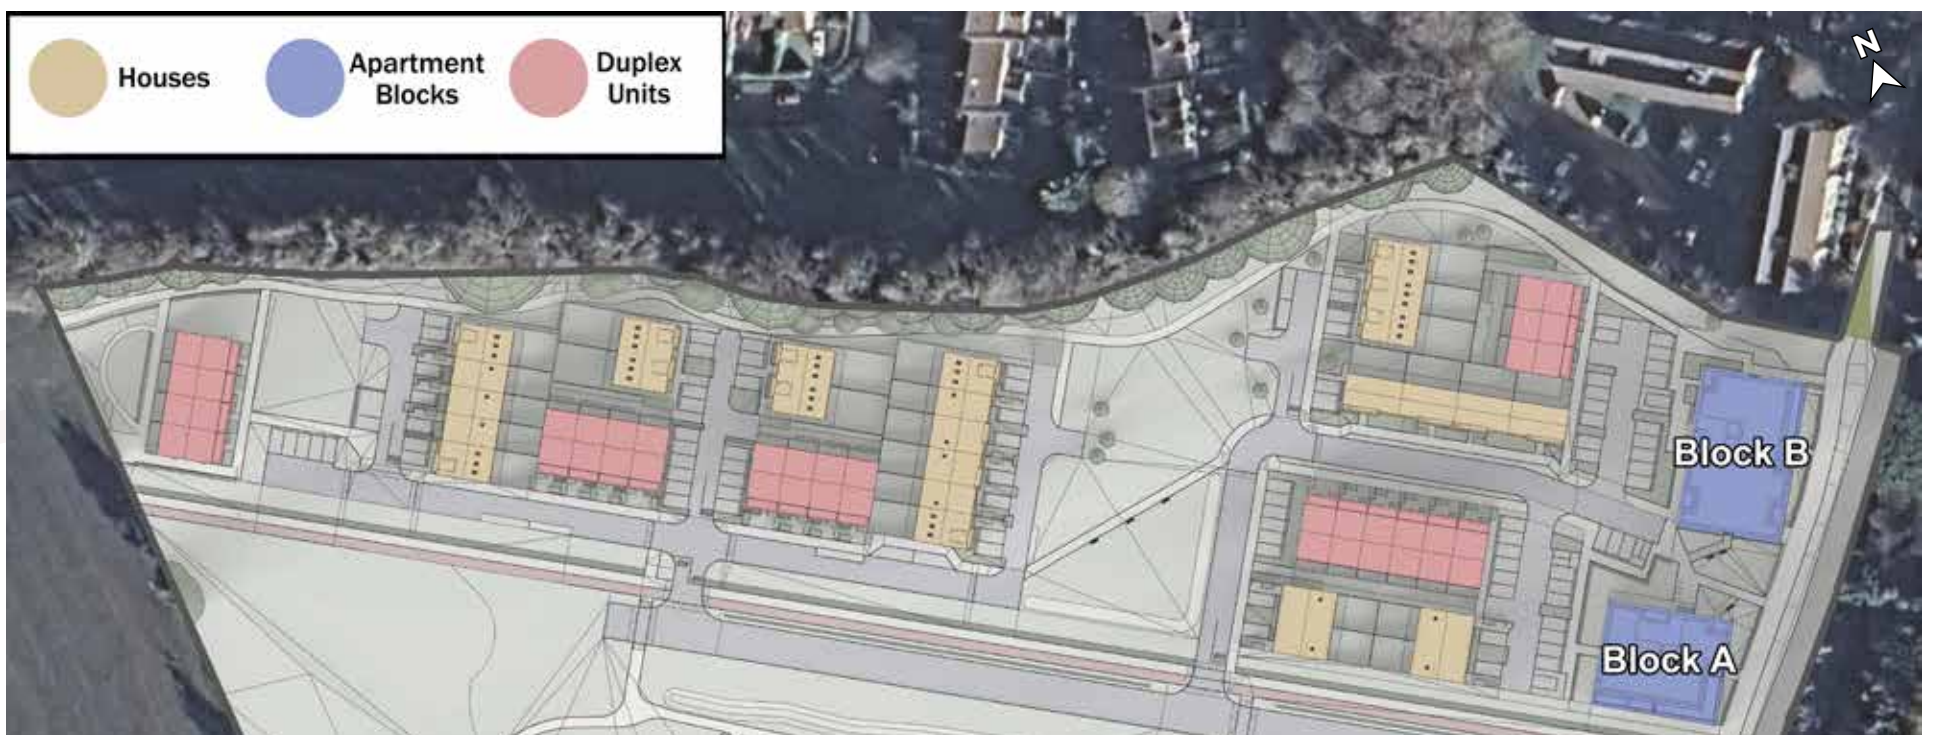 Houses
Apartment
Blocks
Duplex
Units
N
Block B
Block A